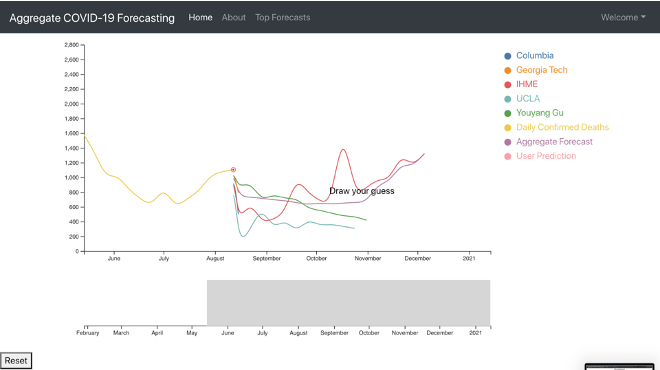 Aggregate COVID-19 Forecasting Home About Top Forecasts Welcome
2,800
2,600
2,400
2,200
2,000
1,800
1,600
1,400
1,200
1,000
800
600
400
200
0
Columbia
Georgia Tech
IHME
UCLA
Youyang Gu
Daily Confirmed Deaths
Aggregate Forecast
User Prediction
Draw your guess
June July August September October November December 2021
February March April May June July August September October November December 2021
Reset